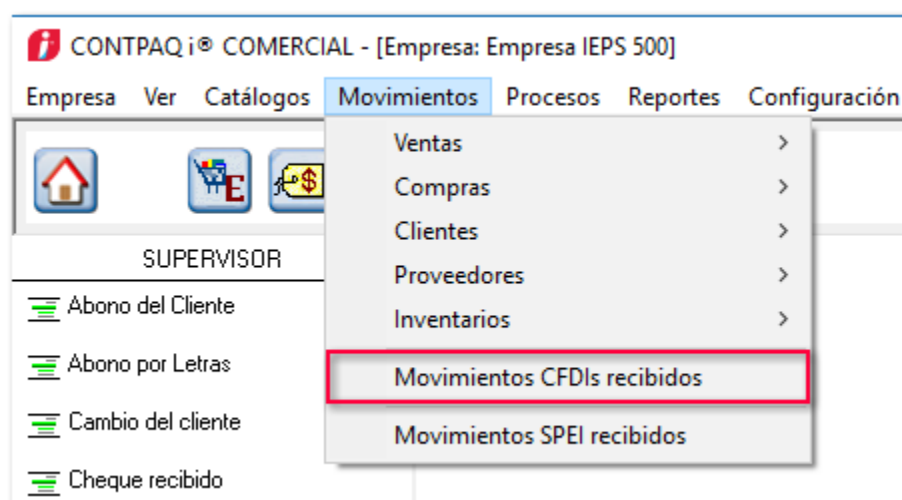 CONTPAQ i® COMERCIAL - [Empresa: Empresa IEPS 500]
Empresa Ver Catálogos Movimientos Procesos Reportes Configuración
E $
Ventas
Compras
Clientes
Proveedores
Inventarios
Movimientos CFDIs recibidos
Movimientos SPEI recibidos
SUPERVISOR
Abono del Cliente
Abono por Letras
Cambio del cliente
Cheque recibido